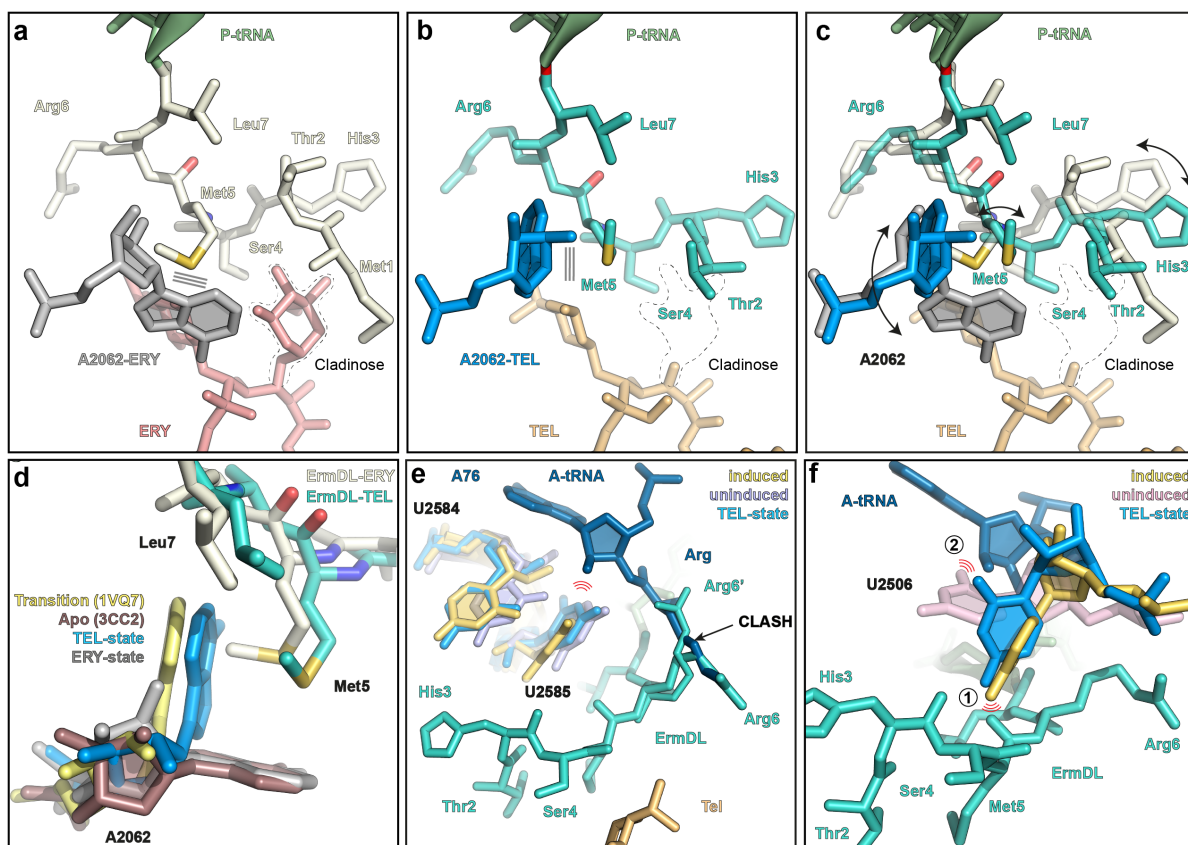 a
P-tRNA
Arg6
Leu7
Thr2
His3
Met5
Ser4
Met1
A2062-ERY
Cladinose
ERY
b
P-tRNA
Arg6
Leu7
His3
Met5
Ser4
Thr2
A2062-TEL
Cladinose
TEL
c
P-tRNA
Arg6
Leu7
Met5
His3
Ser4
Thr2
A2062
Cladinose
TEL
d
ErmDL-ERY
ErmDL-TEL
Leu7
Transition (1VQ7)
Apo (3CC2)
TEL-state
ERY-state
Met5
A2062
e
A76
A-tRNA
induced
uninduced
TEL-state
U2584
Arg
Arg6'
CLASH
U2585
His3
Arg6
ErmDL
Thr2
Ser4
Tel
f
A-tRNA
induced
uninduced
TEL-state
2
U2506
1
His3
Arg6
ErmDL
Ser4
Met5
Thr2